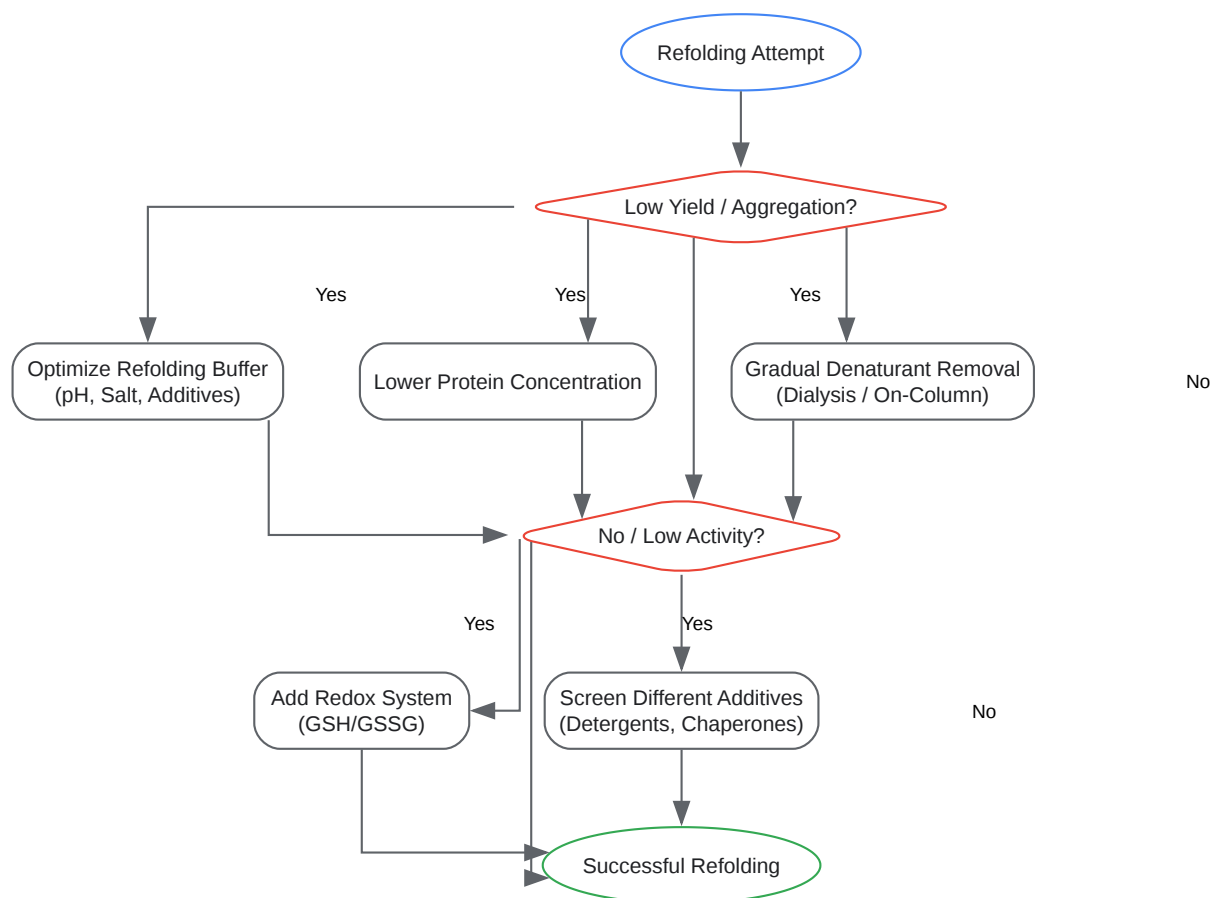 Refolding Attempt
Low Yield / Aggregation?
Yes
Yes
Yes
Optimize Refolding Buffer
(pH, Salt, Additives)
Lower Protein Concentration
Gradual Denaturant Removal
(Dialysis / On-Column)
No
No / Low Activity?
Yes
Yes
Add Redox System
(GSH/GSSG)
Screen Different Additives
(Detergents, Chaperones)
No
Successful Refolding